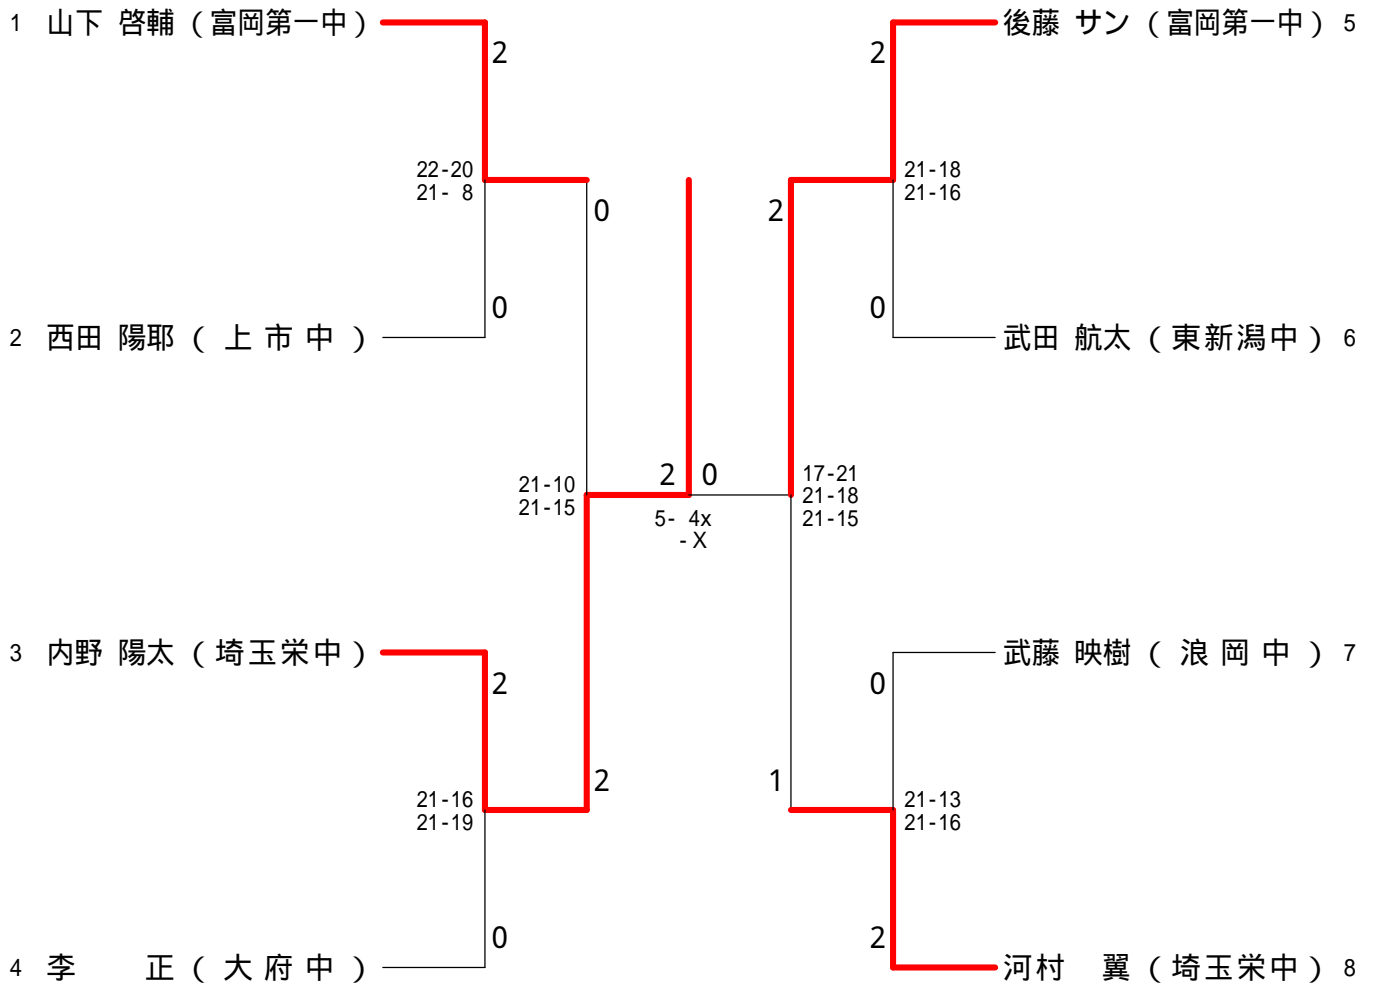 1 山下 啓輔 （富岡第一中）
後藤 サン （富岡第一中） 5
2
2
22-20
21- 8
21-18
21-16
0
2
0
0
2 西田 陽耶 （ 上 市 中 ）
武田 航太 （東新潟中） 6
2 0
21-10
21-15
17-21
21-18
21-15
5- 4x
- X
3 内野 陽太 （埼玉栄中）
武藤 映樹 （ 浪 岡 中 ） 7
2
0
2
1
21-16
21-19
21-13
21-16
0
2
4 李 正 （ 大 府 中 ）
河村 翼 （埼玉栄中） 8